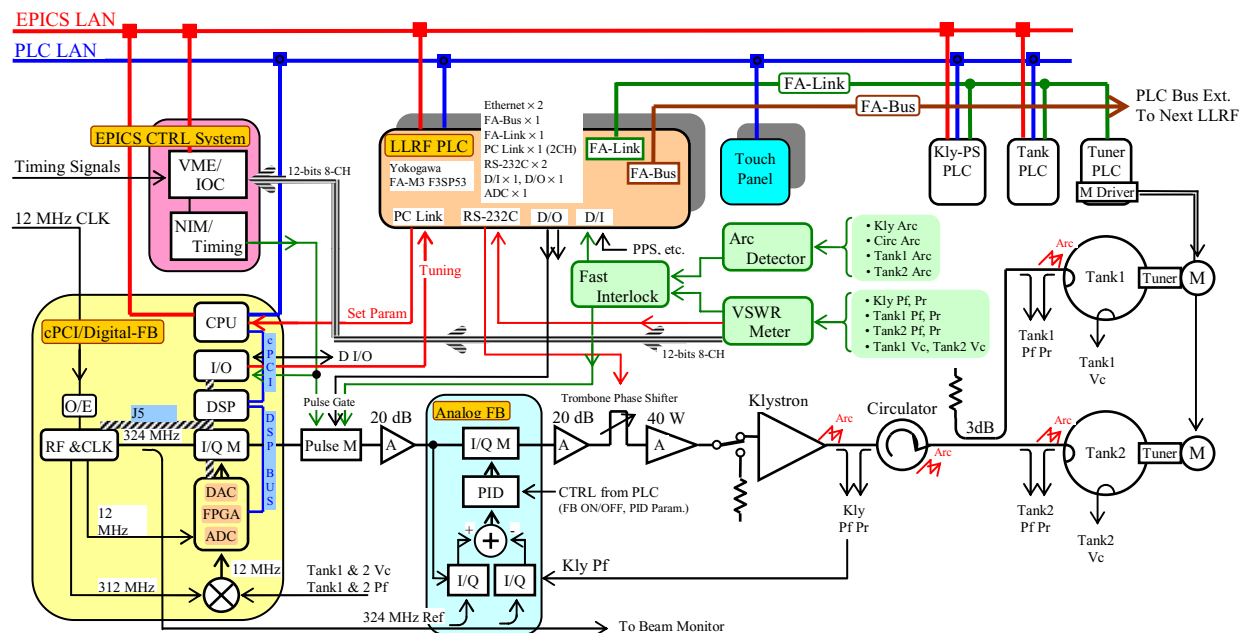 EPICS LAN
PLC LAN
FA-Link
FA-Bus
PLC Bus Ext.
To Next LLRF
EPICS CTRL System
VME/
IOC
NIM/
Timing
Timing Signals
12 MHz CLK
12-bits 8-CH
LLRF PLC
Yokogawa
FA-M3 F3SP53
Ethernet × 2
FA-Bus × 1
FA-Link × 1
PC Link × 1 (2CH)
RS-232C × 2
D/I × 1, D/O × 1
ADC × 1
FA-Link
FA-Bus
PC Link
RS-232C
D/O
D/I
Touch
Panel
Kly-PS
PLC
Tank
PLC
Tuner
PLC
M Driver
PPS, etc.
Tuning
Set Param
Fast
Interlock
Arc
Detector
• Kly Arc
• Circ Arc
• Tank1 Arc
• Tank2 Arc
VSWR
Meter
• Kly Pf, Pr
• Tank1 Pf, Pr
• Tank2 Pf, Pr
• Tank1 Vc, Tank2 Vc
12-bits 8-CH
Arc
Tank1
Tuner
M
Tank1
Pf Pr
Tank1
Vc
cPCI/Digital-FB
CPU
I/O
DSP
cPCI
D I/O
O/E
J5
324 MHz
RF &CLK
I/Q M
DSP BUS
DAC
FPGA
ADC
12
MHz
12 MHz
312 MHz
Tank1 & 2 Vc
Tank1 & 2 Pf
Pulse Gate
Pulse M
20 dB
A
Analog FB
I/Q M
PID
CTRL from PLC
(FB ON/OFF, PID Param.)
+
-
+
I/Q
I/Q
324 MHz Ref
Kly Pf
To Beam Monitor
Trombone Phase Shifter
20 dB
A
40 W
A
Klystron
Arc
Circulator
Arc
Kly
Pf Pr
3dB
Arc
Tank2
Tuner
M
Tank2
Pf Pr
Tank2
Vc